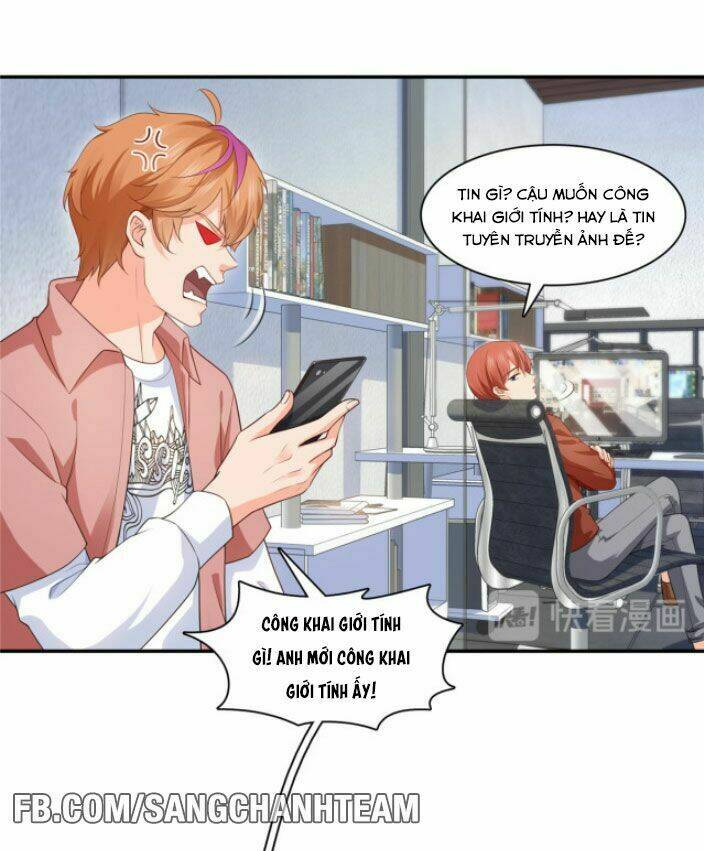 TIN GÌ? CẬU MUỐN CÔNG
KHAI GIỚI TÍNH? HAY LÀ TIN
TUYÊN TRUYỀN ẢNH ĐẾ?
快看漫画
CÔNG KHAI GIỚI TÍNH
GÌ! ANH MỚI CÔNG KHAI
GIỚI TÍNH ẤY!
FB.COM/SANGCHANHTEAM